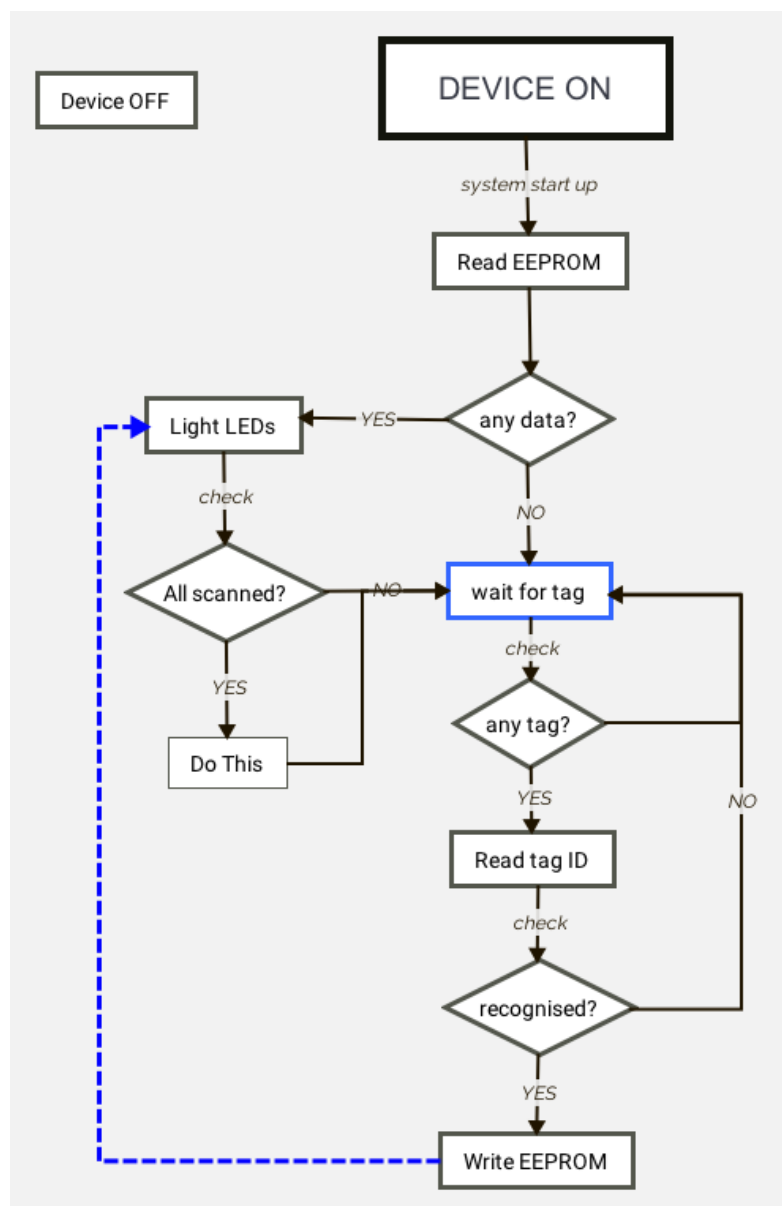 Device OFF
DEVICE ON
system start up
Read EEPROM
any data?
YES
Light LEDs
check
NO
All scanned?
NO
wait for tag
check
YES
any tag?
Do This
YES
NO
Read tag ID
check
recognised?
YES
Write EEPROM